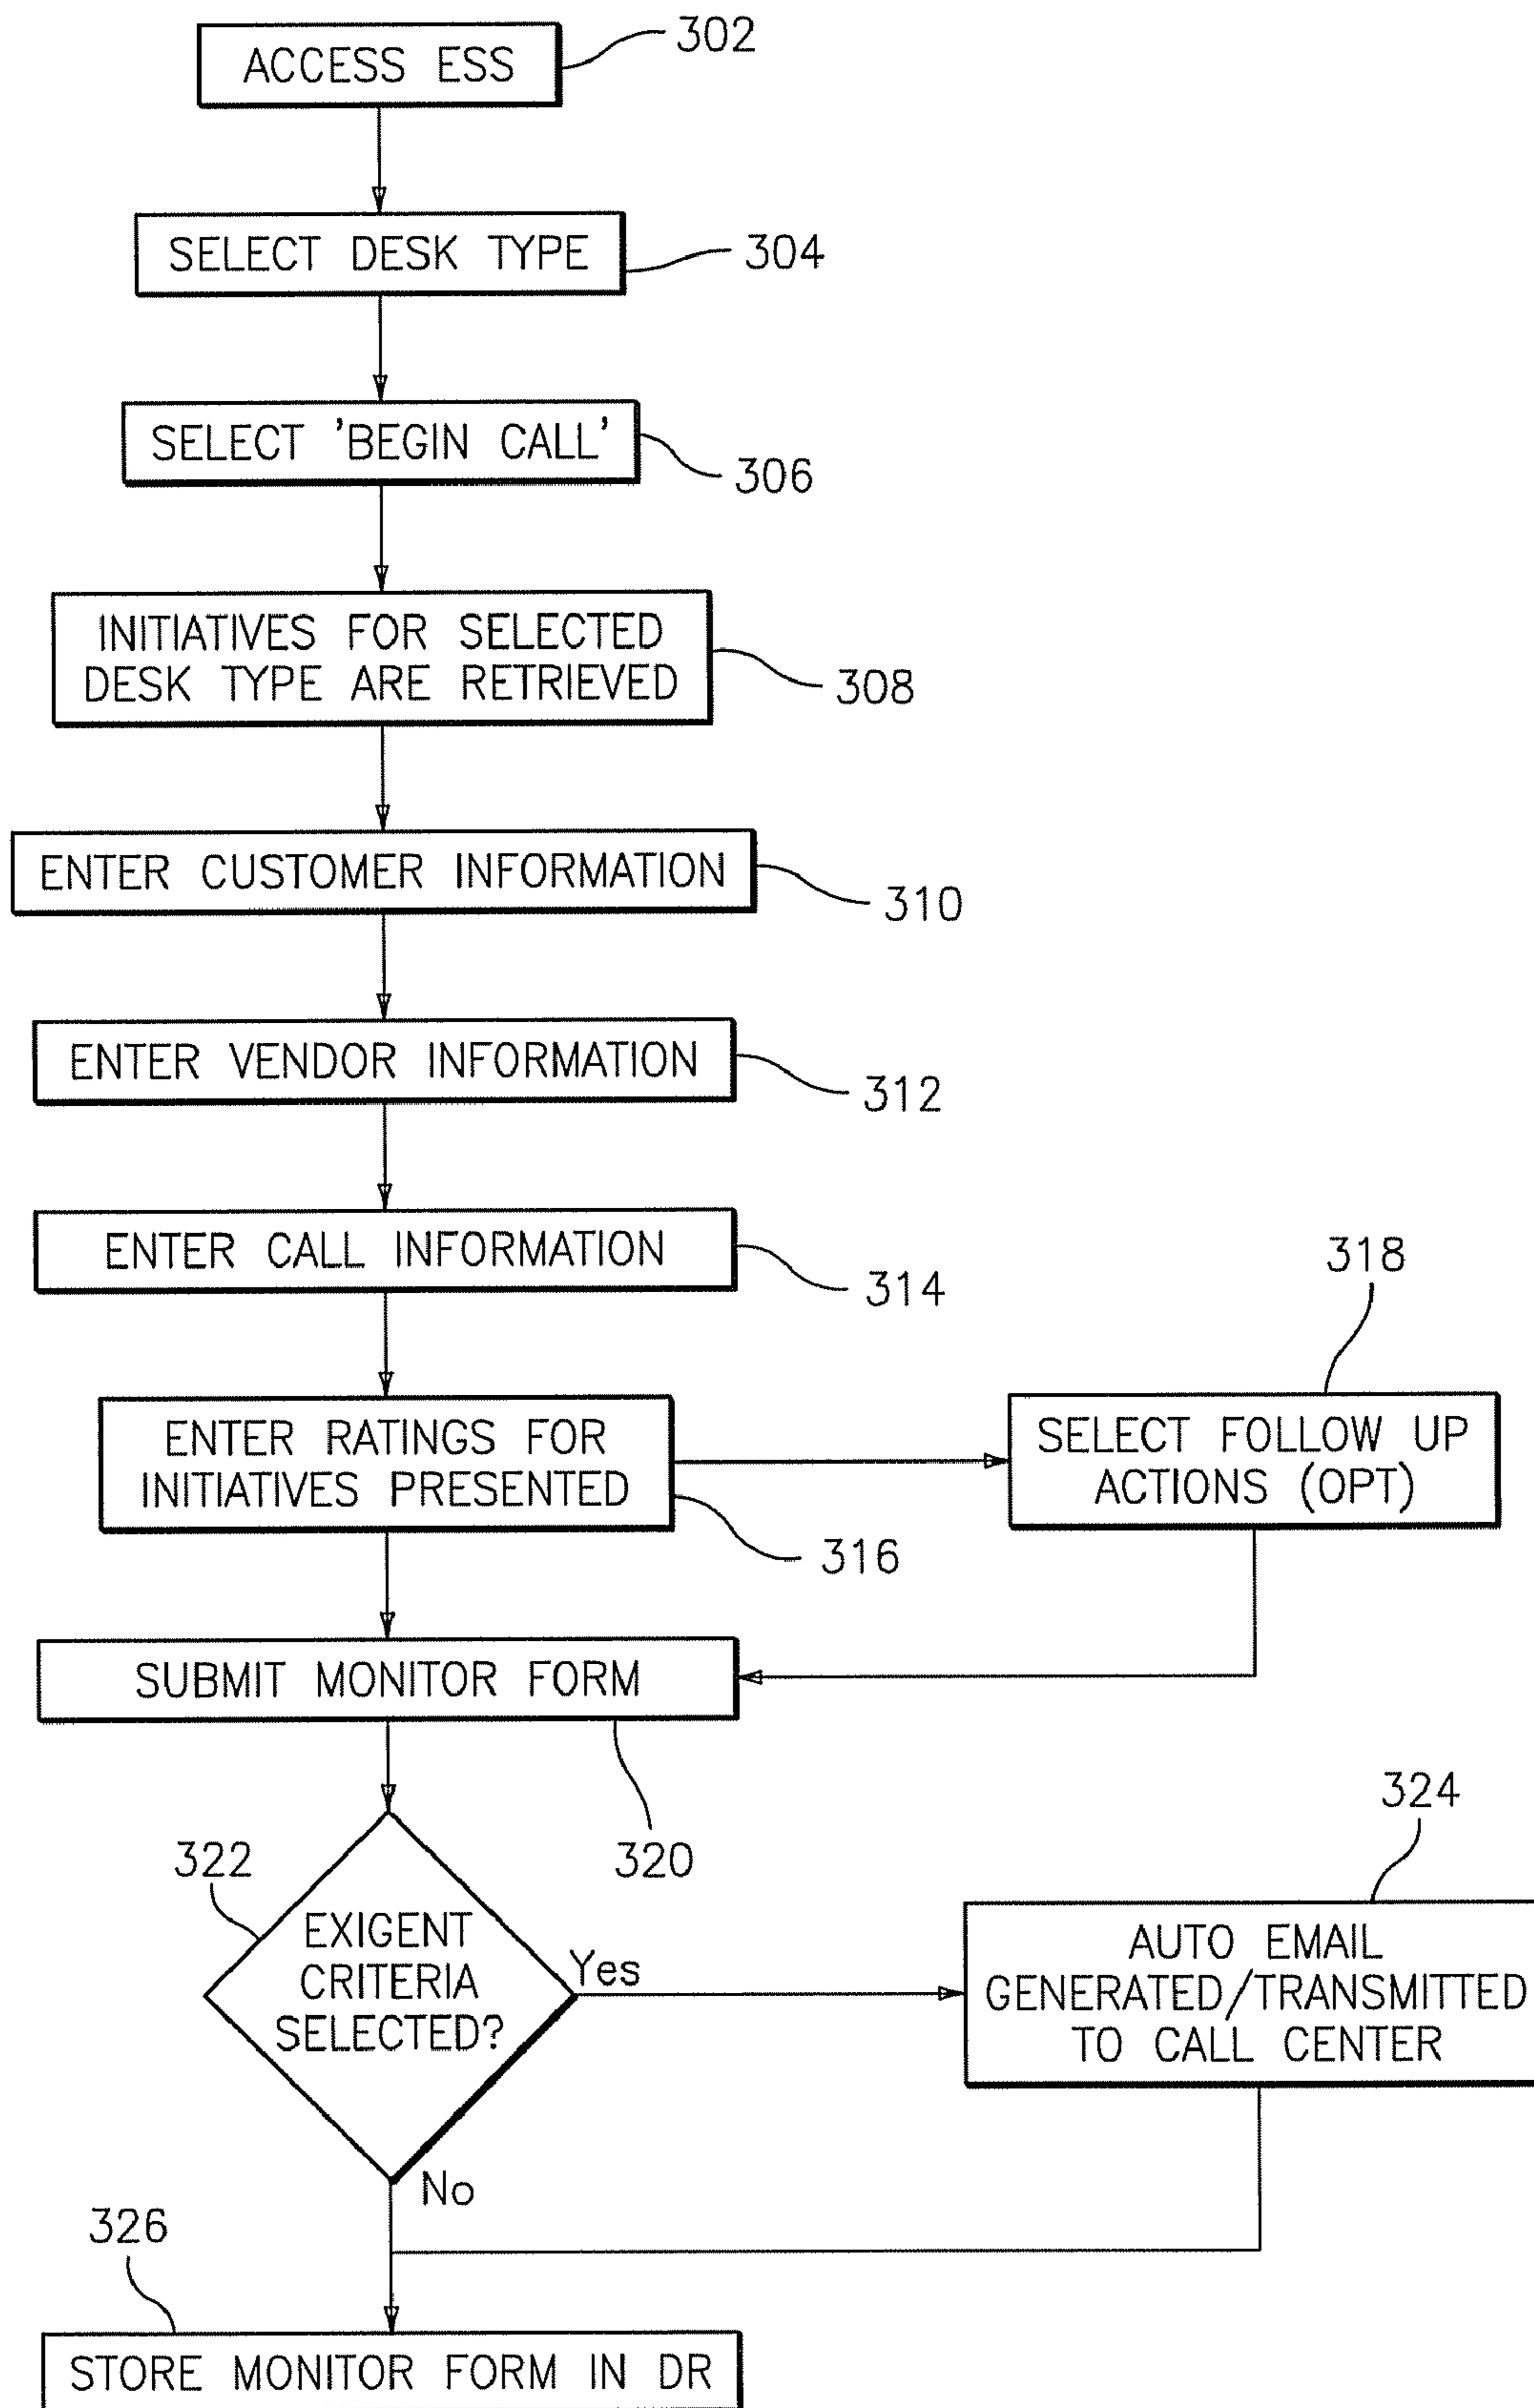 ACCESS ESS
302
SELECT DESK TYPE
304
SELECT 'BEGIN CALL'
306
INITIATIVES FOR SELECTED
DESK TYPE ARE RETRIEVED
308
ENTER CUSTOMER INFORMATION
310
ENTER VENDOR INFORMATION
312
ENTER CALL INFORMATION
314
ENTER RATINGS FOR
INITIATIVES PRESENTED
316
318
SELECT FOLLOW UP
ACTIONS (OPT)
SUBMIT MONITOR FORM
320
322
EXIGENT
CRITERIA
SELECTED?
Yes
No
324
AUTO EMAIL
GENERATED/TRANSMITTED
TO CALL CENTER
326
STORE MONITOR FORM IN DR